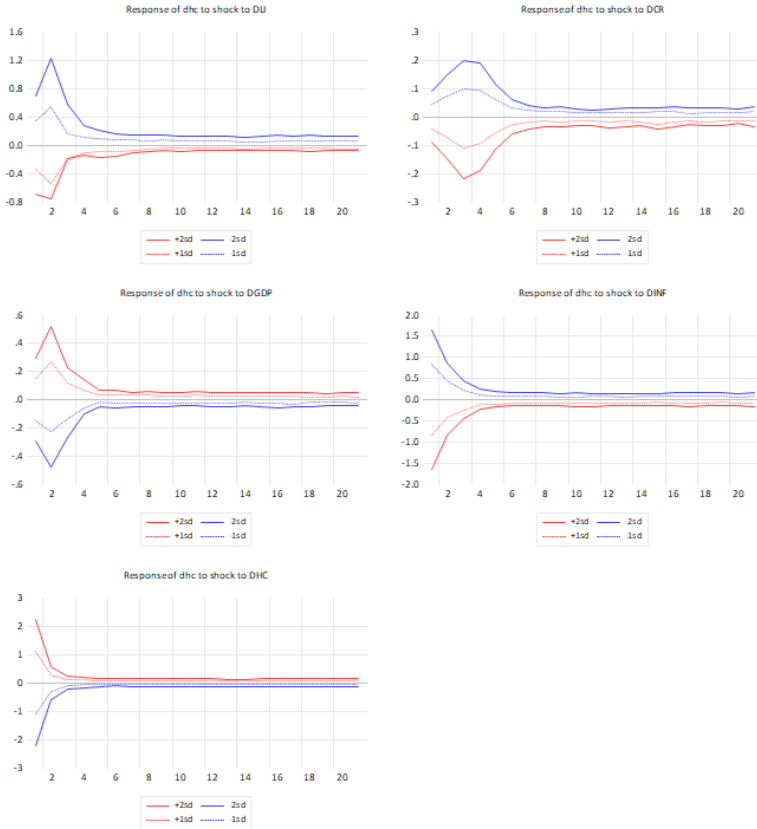 Response of dhc to shock to DLI
1.6
1.2
0.8
0.4
0.0
-0.4
-0.8
2 4 6 8 10 12 14 16 18 20
+2sd -2sd
+1sd -1sd
Response of dhc to shock to DCR
.3
.2
.1
.0
-.1
-.2
-.3
2 4 6 8 10 12 14 16 18 20
+2sd -2sd
+1sd -1sd
Response of dhc to shock to DGDP
.6
.4
.2
.0
-.2
-.4
-.6
2 4 6 8 10 12 14 16 18 20
+2sd -2sd
+1sd -1sd
Response of dhc to shock to DINF
2.0
1.5
1.0
0.5
0.0
-0.5
-1.0
-1.5
-2.0
2 4 6 8 10 12 14 16 18 20
+2sd -2sd
+1sd -1sd
Response of dhc to shock to DHC
3
2
1
0
-1
-2
-3
2 4 6 8 10 12 14 16 18 20
+2sd -2sd
+1sd -1sd